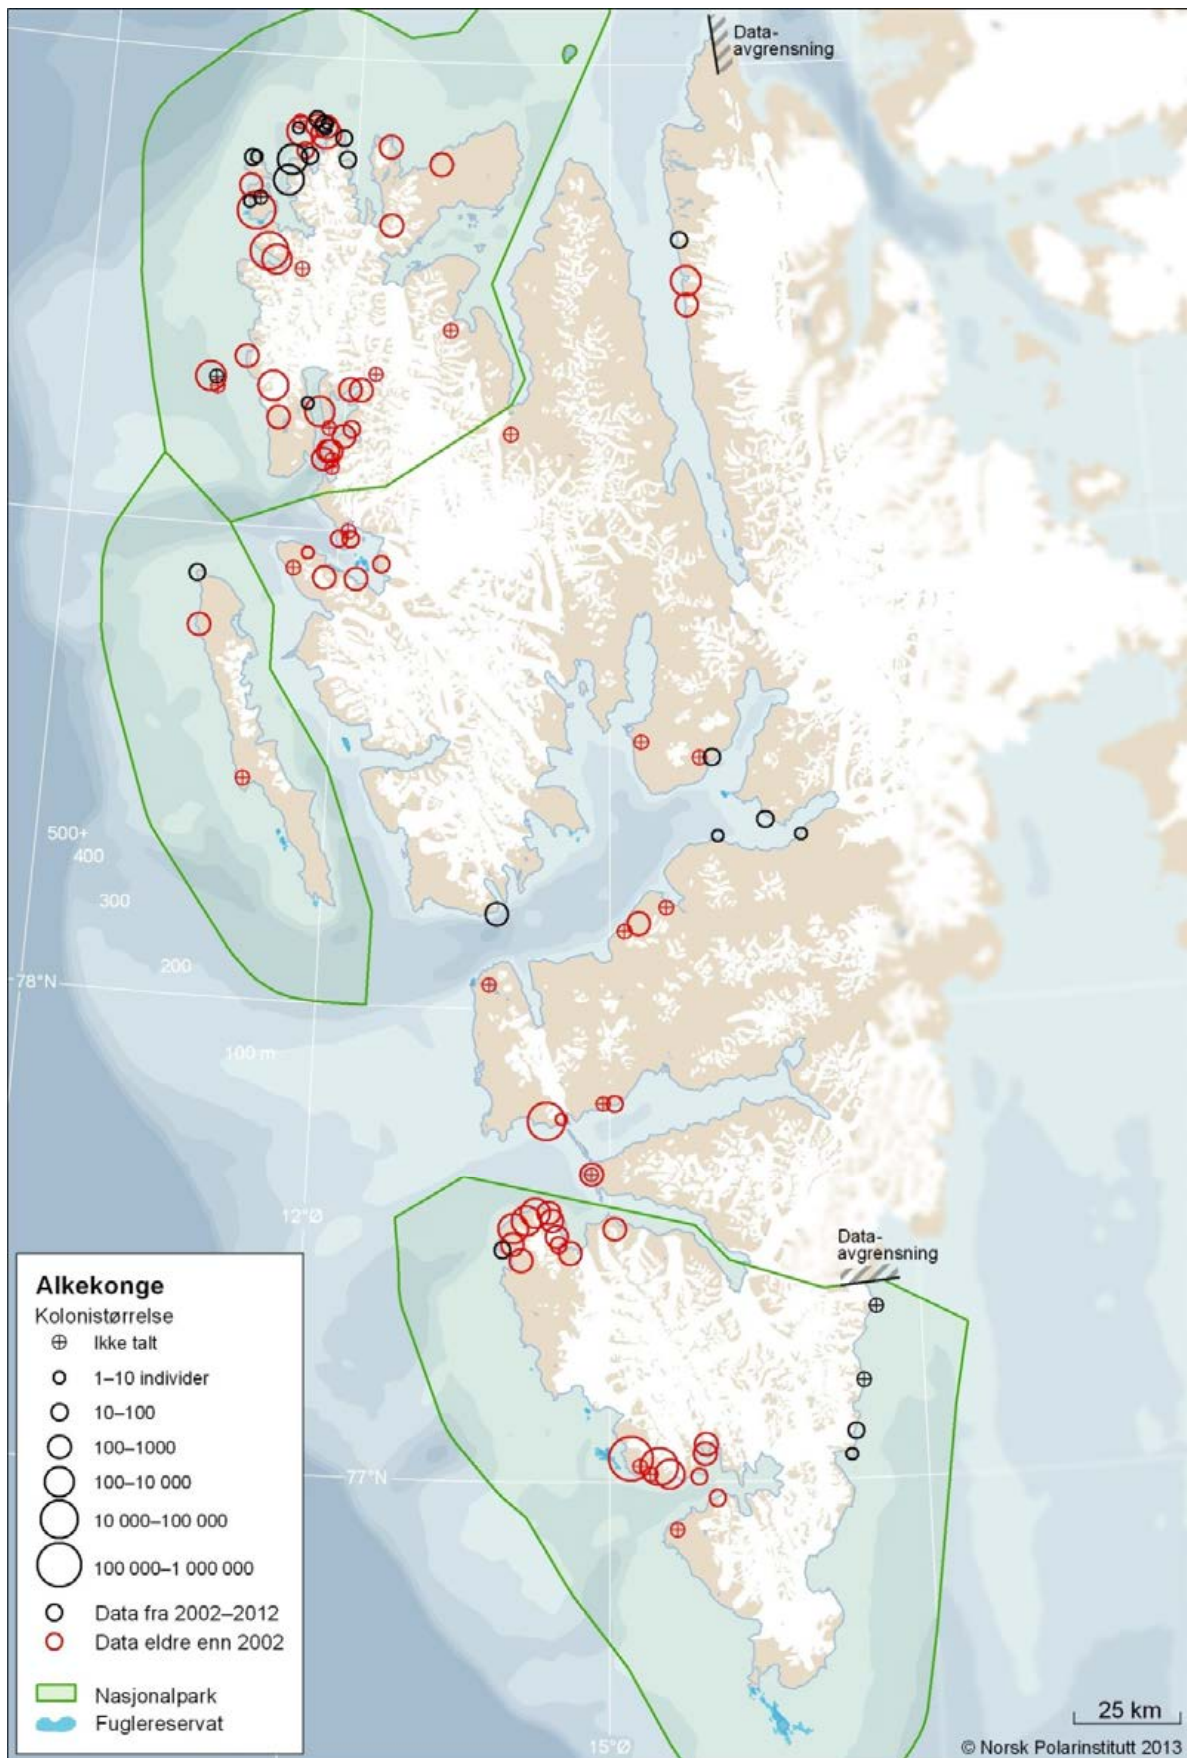 Data-
avgrensning
500+
400
300
78°N
200
100 m
12°Ø
Data-
avgrensning
77°N
15°Ø
Alkekonge
Kolonistørrelse
Ikke talt
1–10 individer
10–100
100–1000
100–10 000
10 000–100 000
100 000–1 000 000
Data fra 2002–2012
Data eldre enn 2002
Nasjonalpark
Fuglereservat
25 km
© Norsk Polarinstitutt 2013